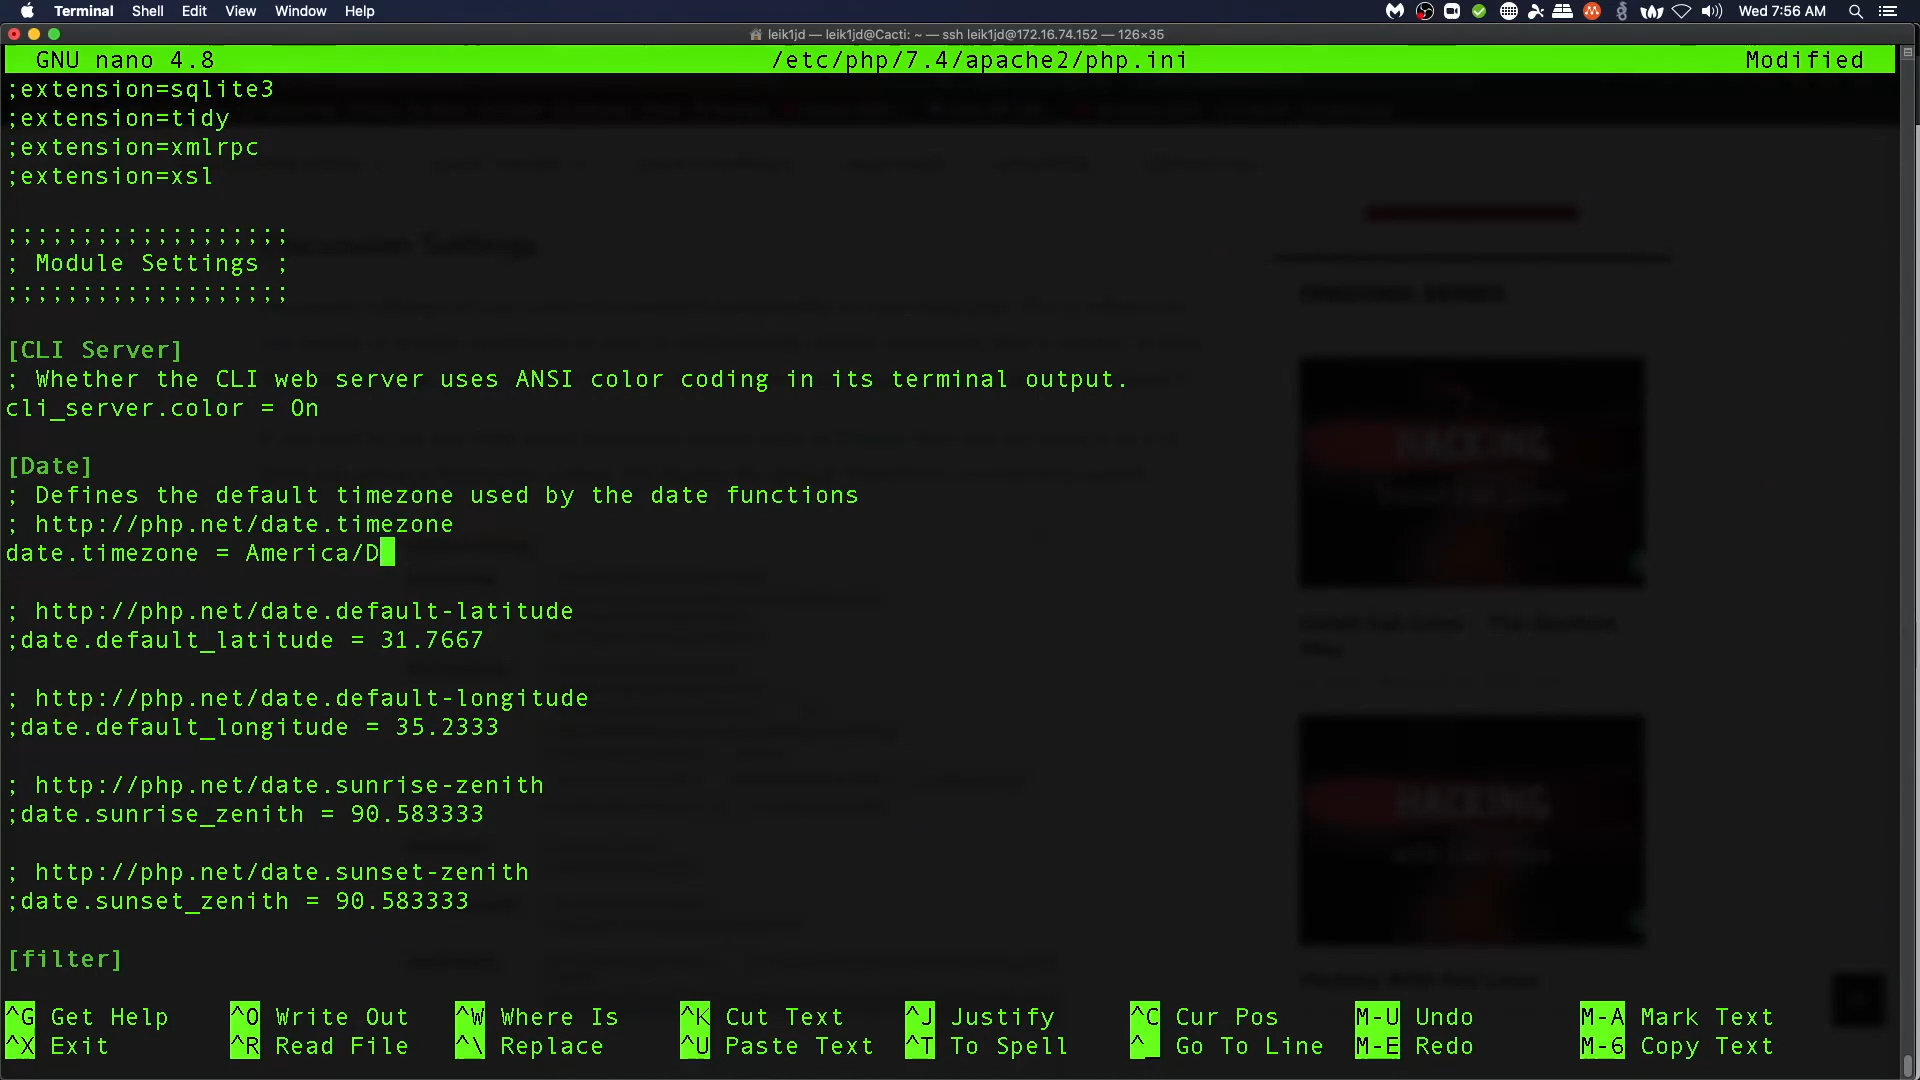 Terminal Shell Edit View Window Help Wed 7:56 AM
leik1jd — leik1jd@Cacti: ~ — ssh leik1jd@172.16.74.152 — 126×35
GNU nano 4.8 /etc/php/7.4/apache2/php.ini Modified
;extension=sqlite3
;extension=tidy
;extension=xmlrpc
;extension=xsl
;;;;;;;;;;;;;;;;;;;
; Module Settings ;
;;;;;;;;;;;;;;;;;;;
[CLI Server]
; Whether the CLI web server uses ANSI color coding in its terminal output.
cli_server.color = On
[Date]
; Defines the default timezone used by the date functions
; http://php.net/date.timezone
date.timezone = America/D
; http://php.net/date.default-latitude
;date.default_latitude = 31.7667
; http://php.net/date.default-longitude
;date.default_longitude = 35.2333
; http://php.net/date.sunrise-zenith
;date.sunrise_zenith = 90.583333
; http://php.net/date.sunset-zenith
;date.sunset_zenith = 90.583333
[filter]
^G Get Help ^O Write Out ^W Where Is ^K Cut Text ^J Justify ^C Cur Pos M-U Undo M-A Mark Text
^X Exit ^R Read File ^\ Replace ^U Paste Text ^T To Spell ^_ Go To Line M-E Redo M-6 Copy Text
HACKING
HACKING